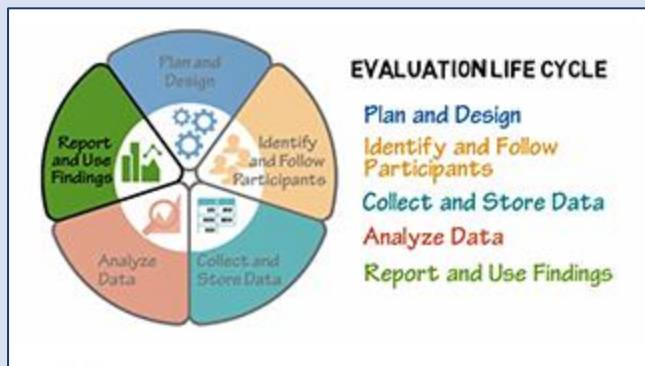 Plan and
Design
Report
and Use
Findings
Identify
and Follow
Participants
Analyze
Data
Collect and
Store Data
EVALUATION LIFE CYCLE
Plan and Design
Identify and Follow
Participants
Collect and Store Data
Analyze Data
Report and Use Findings